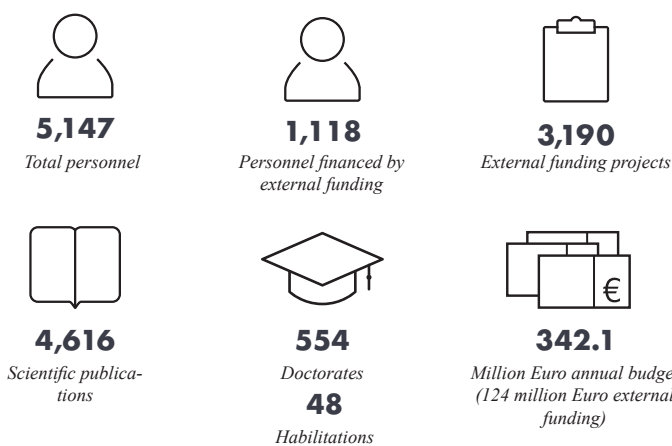 5,147
Total personnel
1,118
Personnel financed by
external funding
3,190
External funding projects
4,616
Scientific publica-
tions
554
Doctorates
48
Habilitations
€
342.1
Million Euro annual budge
(124 million Euro external
funding)